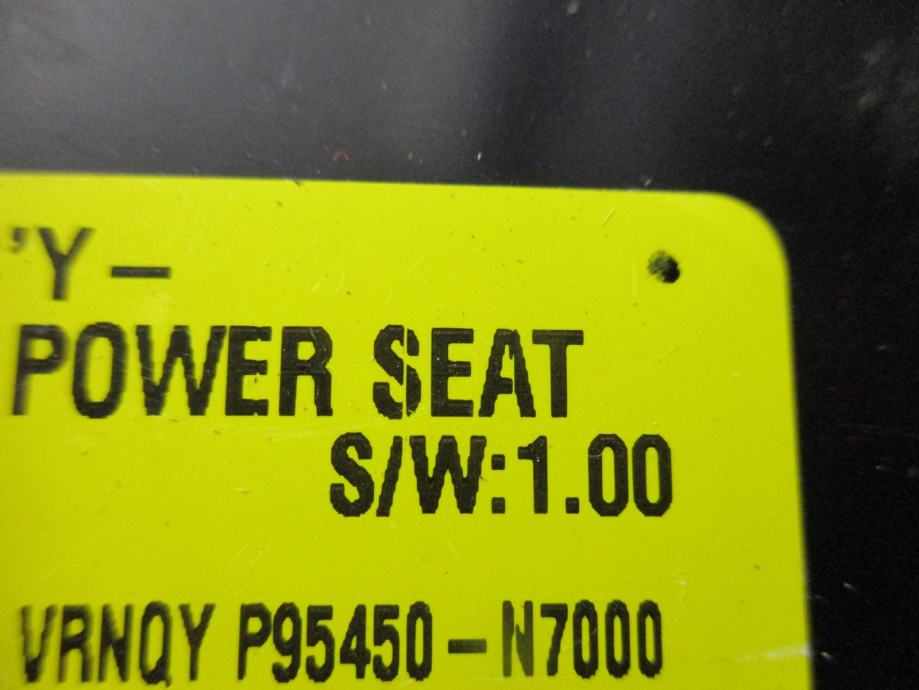 'Y –
POWER SEAT
S/W:1.00
VRNQY P95450–N7000